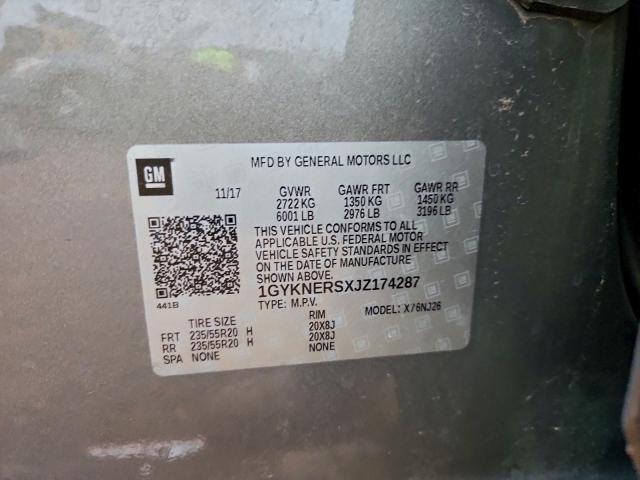 GM
MFD BY GENERAL MOTORS LLC
11/17 GVWR GAWR FRT GAWR RR
2722 KG 1350 KG 1450 KG
6001 LB 2976 LB 3196 LB
THIS VEHICLE CONFORMS TO ALL
APPLICABLE U.S. FEDERAL MOTOR
VEHICLE SAFETY STANDARDS IN EFFECT
ON THE DATE OF MANUFACTURE
SHOWN ABOVE.
1GYKNERSXJZ174287
441B TYPE: M.P.V. MODEL: X76NJ26
TIRE SIZE RIM
FRT 235/55R20 H 20X8J
RR 235/55R20 H 20X8J
SPA NONE NONE